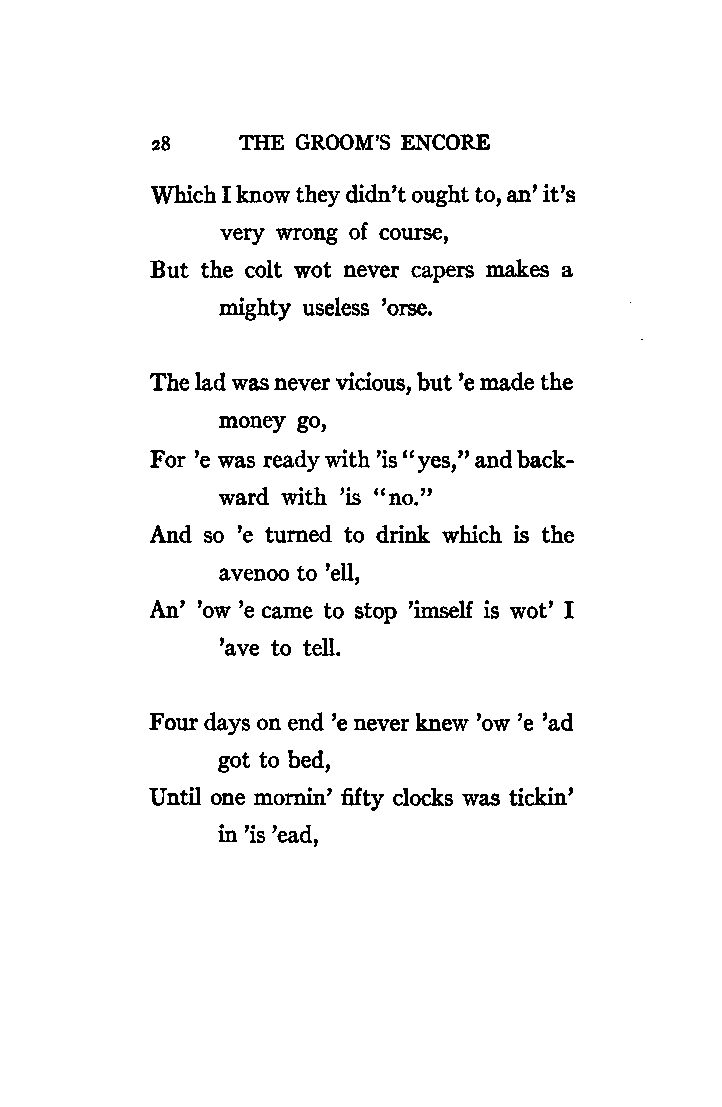 28 THE GROOM'S ENCORE
Which I know they didn't ought to, an' it's
very wrong of course,
But the colt wot never capers makes a
mighty useless 'orse.
The lad was never vicious, but 'e made the
money go,
For 'e was ready with 'is "yes," and back-
ward with 'is "no."
And so 'e turned to drink which is the
avenoo to 'ell,
An' 'ow 'e came to stop 'imself is wot' I
'ave to tell.
Four days on end 'e never knew 'ow 'e 'ad
got to bed,
Until one mornin' fifty clocks was tickin'
in 'is 'ead,